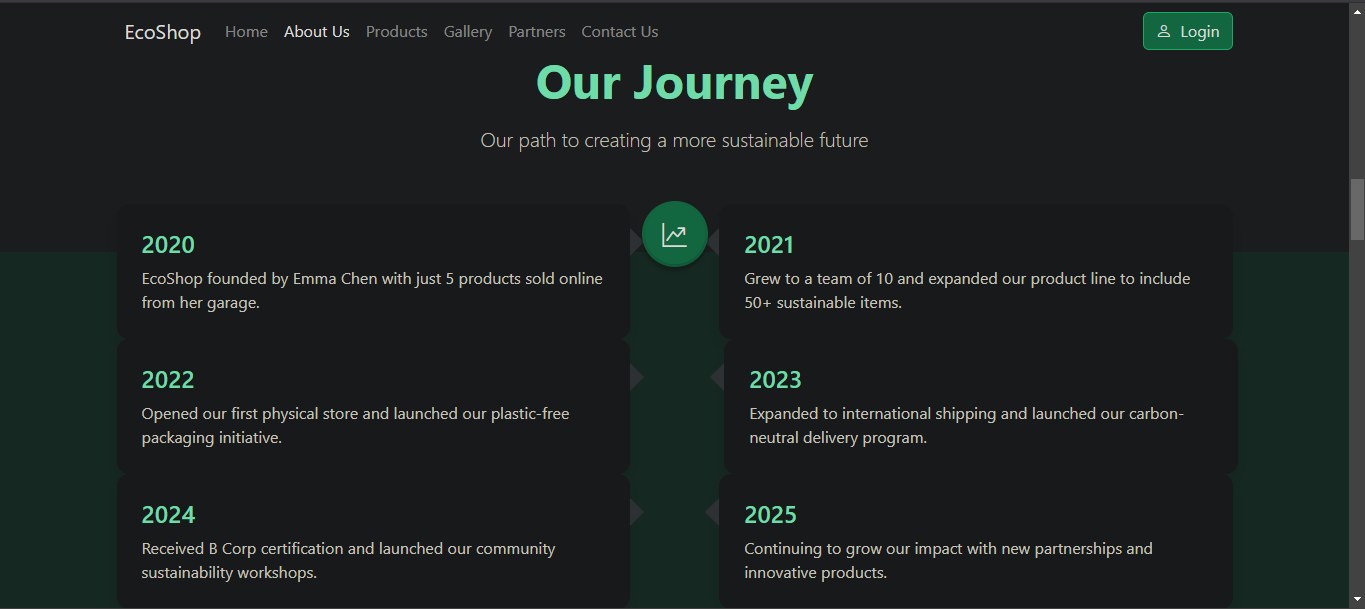 EcoShop Home About Us Products Gallery Partners Contact Us Login
Our Journey
Our path to creating a more sustainable future
2020
EcoShop founded by Emma Chen with just 5 products sold online
from her garage.
2021
Grew to a team of 10 and expanded our product line to include
50+ sustainable items.
2022
Opened our first physical store and launched our plastic-free
packaging initiative.
2023
Expanded to international shipping and launched our carbon-
neutral delivery program.
2024
Received B Corp certification and launched our community
sustainability workshops.
2025
Continuing to grow our impact with new partnerships and
innovative products.